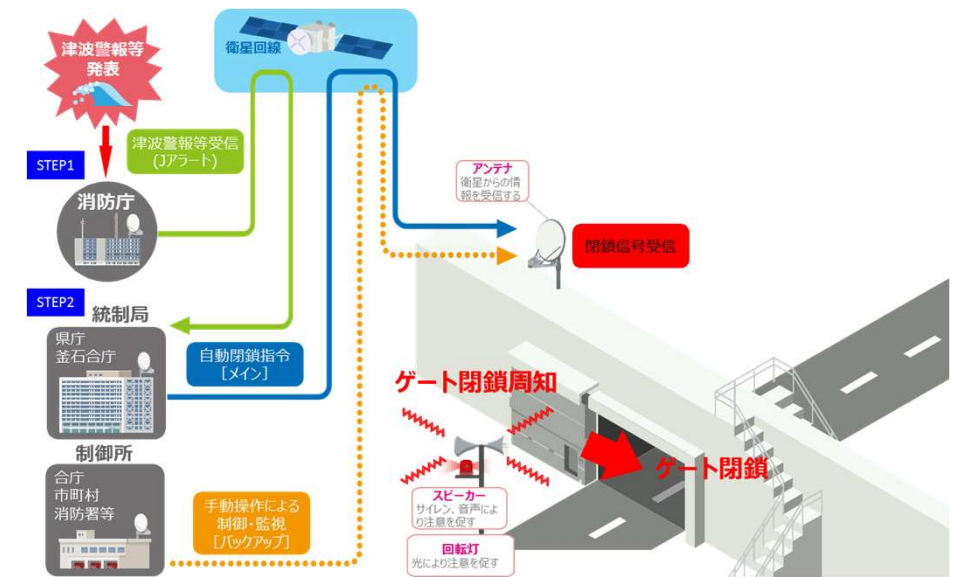 津波警報等
発表
衛星回線
津波警報等受信
(Jアラート)
STEP1
消防庁
アンテナ
衛星からの情
報を受信する
閉鎖信号受信
STEP2
統制局
県庁
釜石合庁
自動閉鎖指令
[メイン]
ゲート閉鎖周知
ゲート閉鎖
制御所
合庁
市町村
消防署等
手動操作による
制御・監視
[バックアップ]
スピーカー
サイレン、音声によ
り注意を促す
回転灯
光により注意を促す